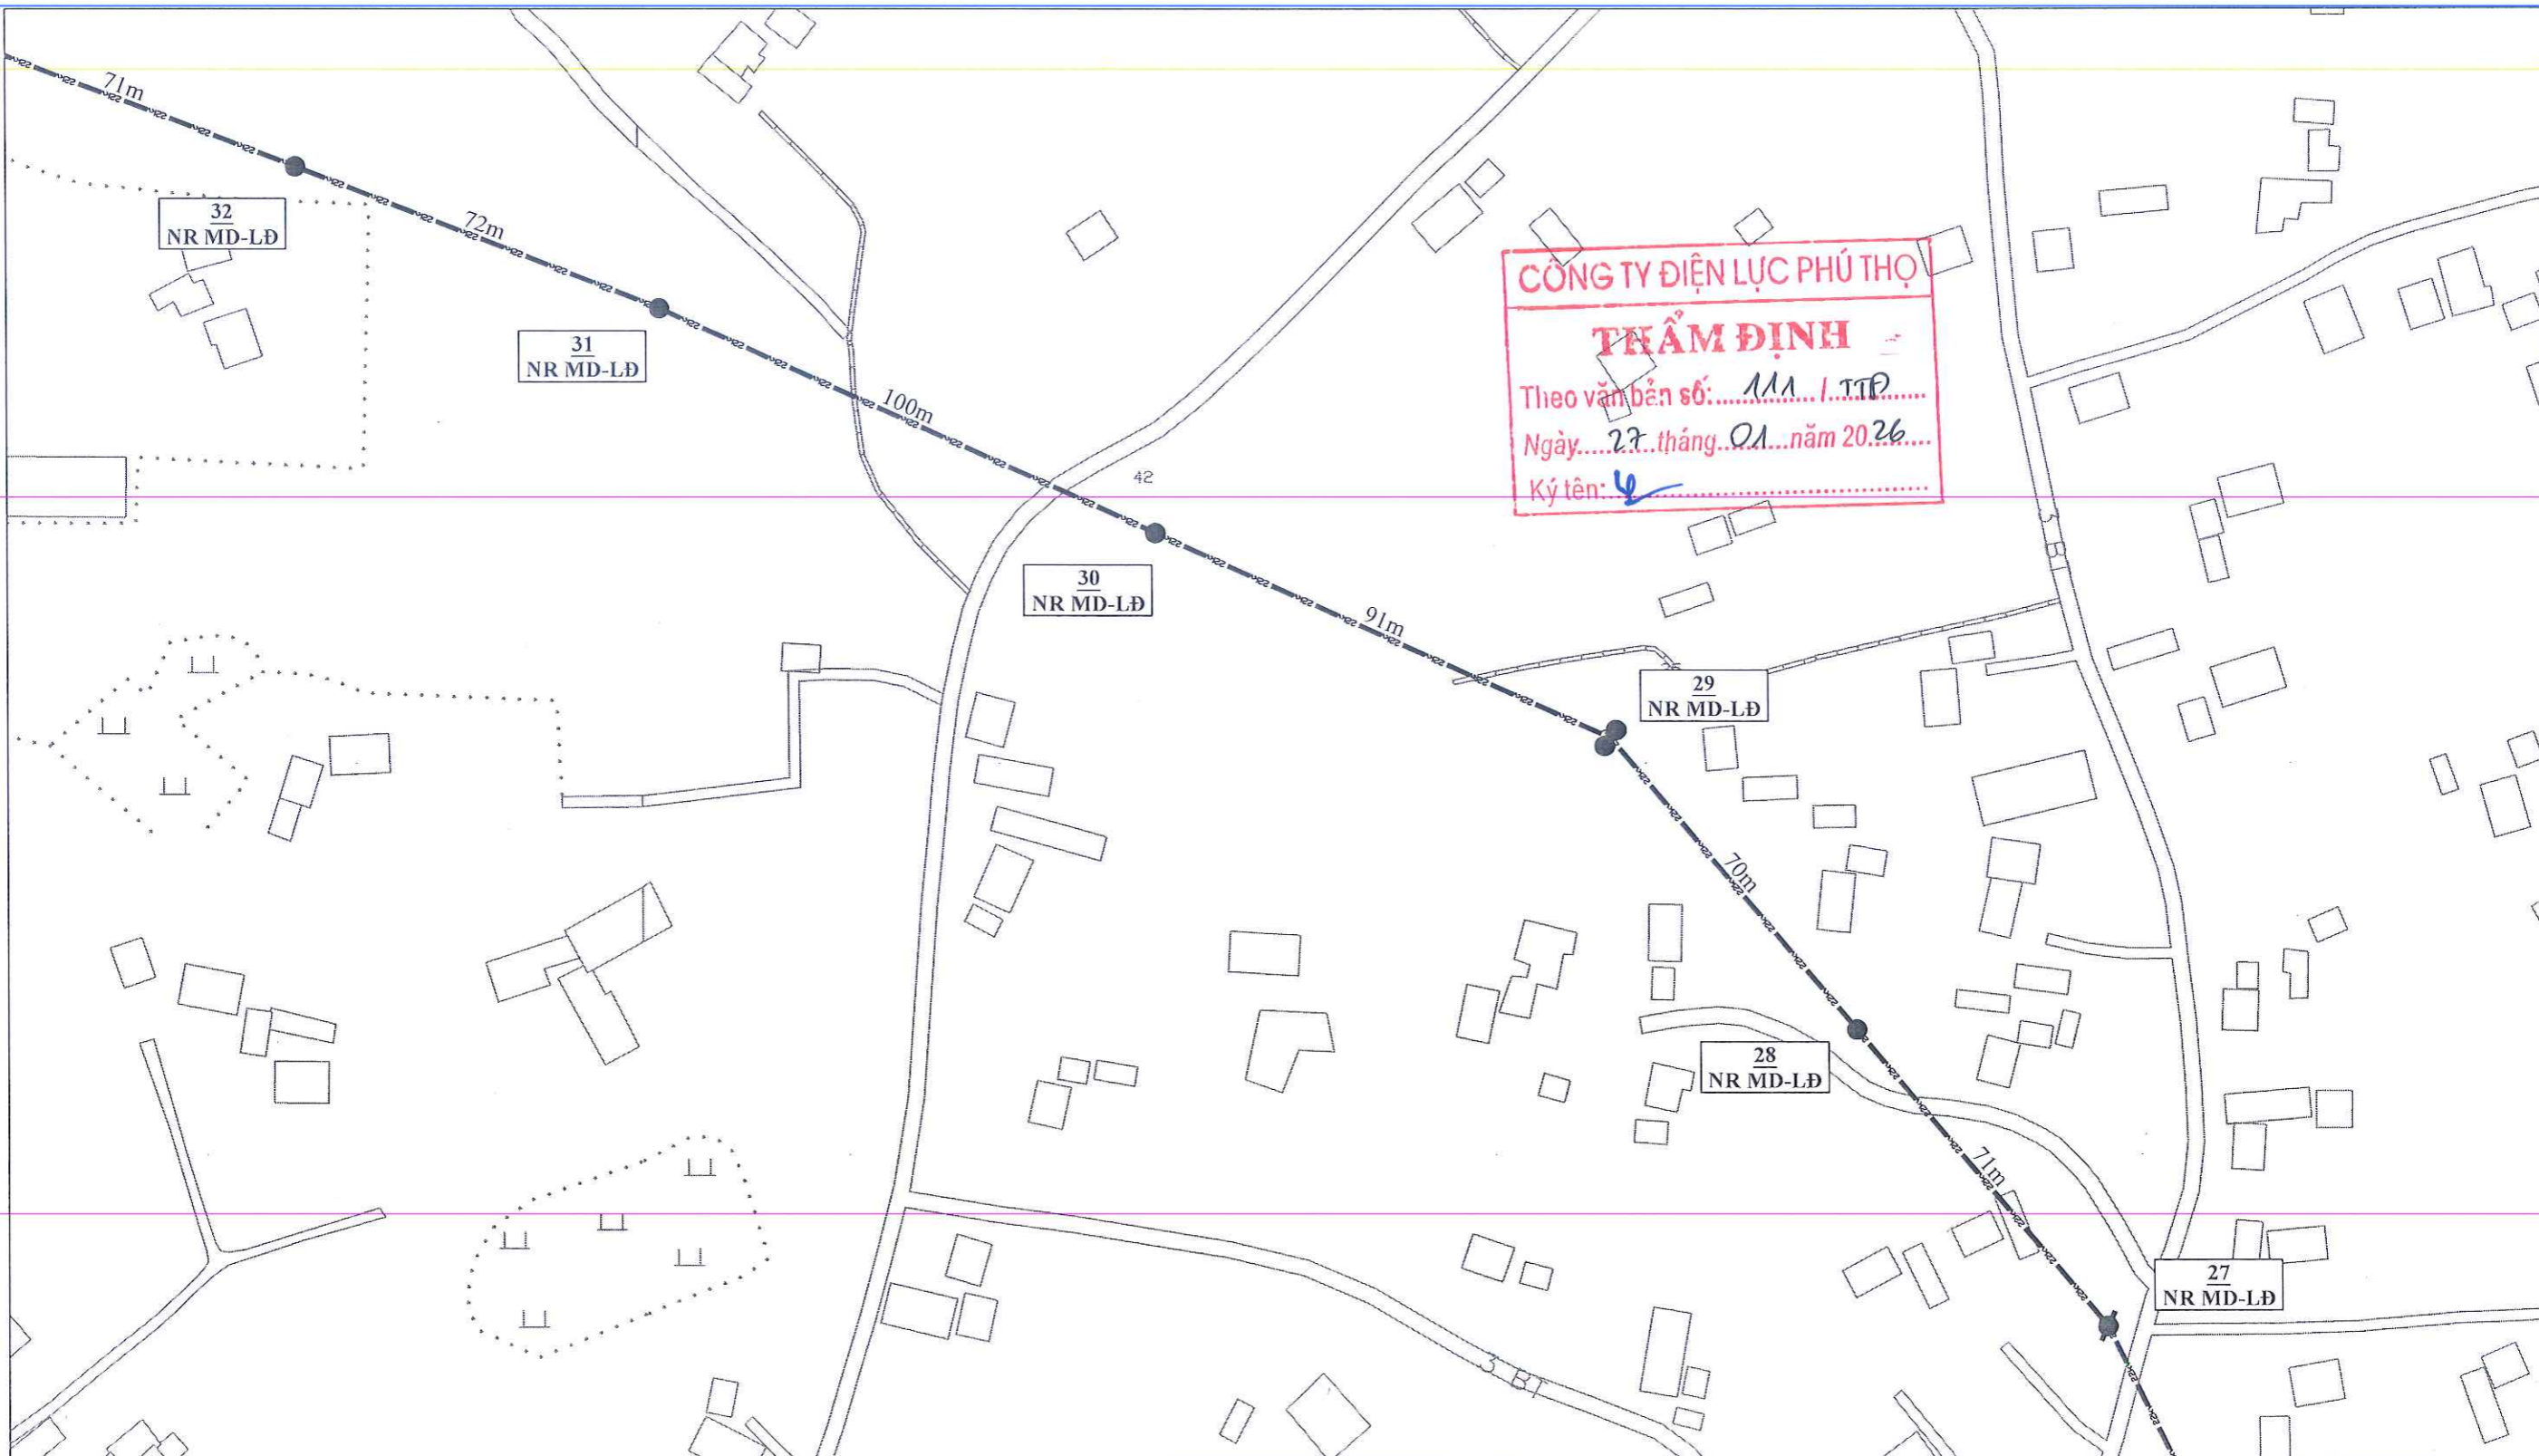 71m
32
NR MD-LĐ
72m
31
NR MD-LĐ
100m
42
30
NR MD-LĐ
CÔNG TY ĐIỆN LỰC PHÚ THỌ
THẨM ĐỊNH
Theo văn bản số: 111 / TTĐ
Ngày 27 tháng 01 năm 2026
Ký tên:
B
91m
29
NR MD-LĐ
70m
28
NR MD-LĐ
71m
27
NR MD-LĐ
3 BT